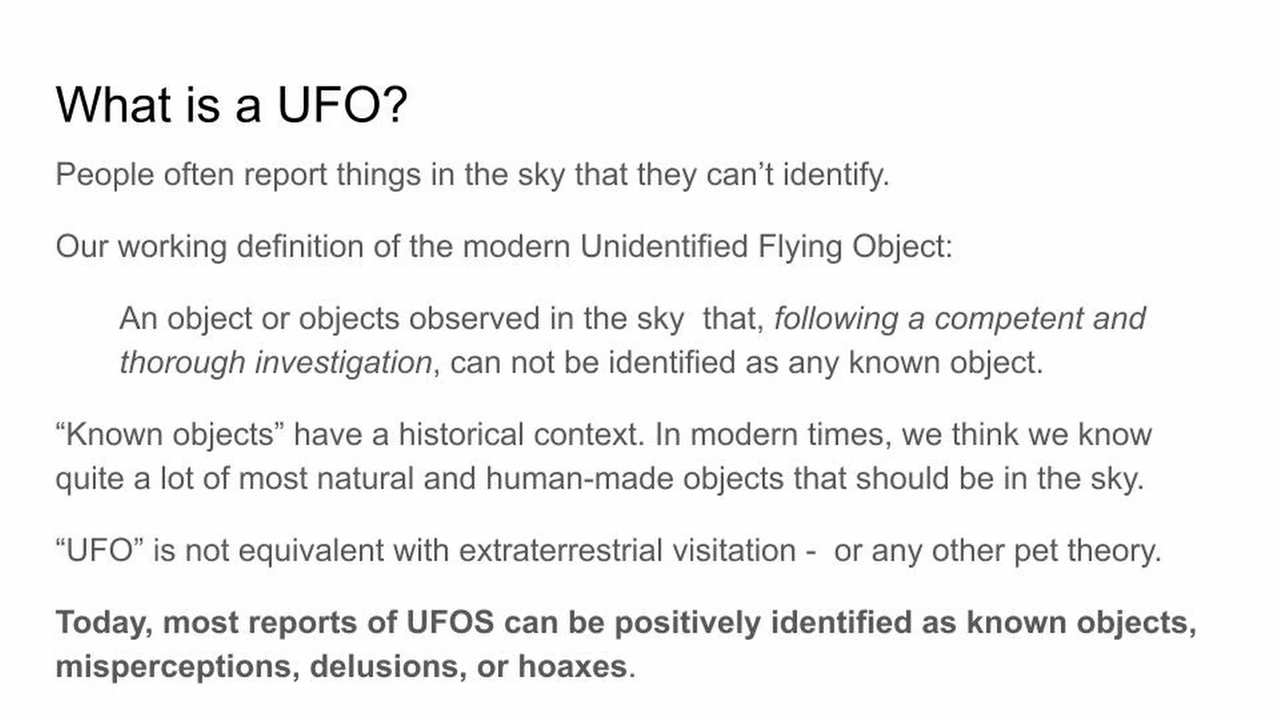 What is a UFO?
People often report things in the sky that they can’t identify.
Our working definition of the modern Unidentified Flying Object:
An object or objects observed in the sky  that, following a competent and
thorough investigation, can not be identified as any known object.
“Known objects” have a historical context. In modern times, we think we know
quite a lot of most natural and human-made objects that should be in the sky.
“UFO” is not equivalent with extraterrestrial visitation -  or any other pet theory.
Today, most reports of UFOS can be positively identified as known objects,
misperceptions, delusions, or hoaxes.